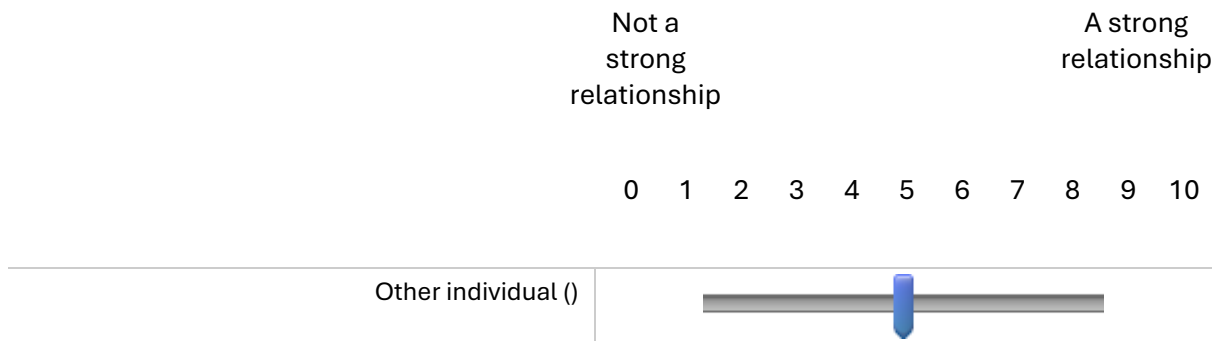 Not a
strong
relationship
A strong
relationship
0 1 2 3 4 5 6 7 8 9 10
Other individual ()